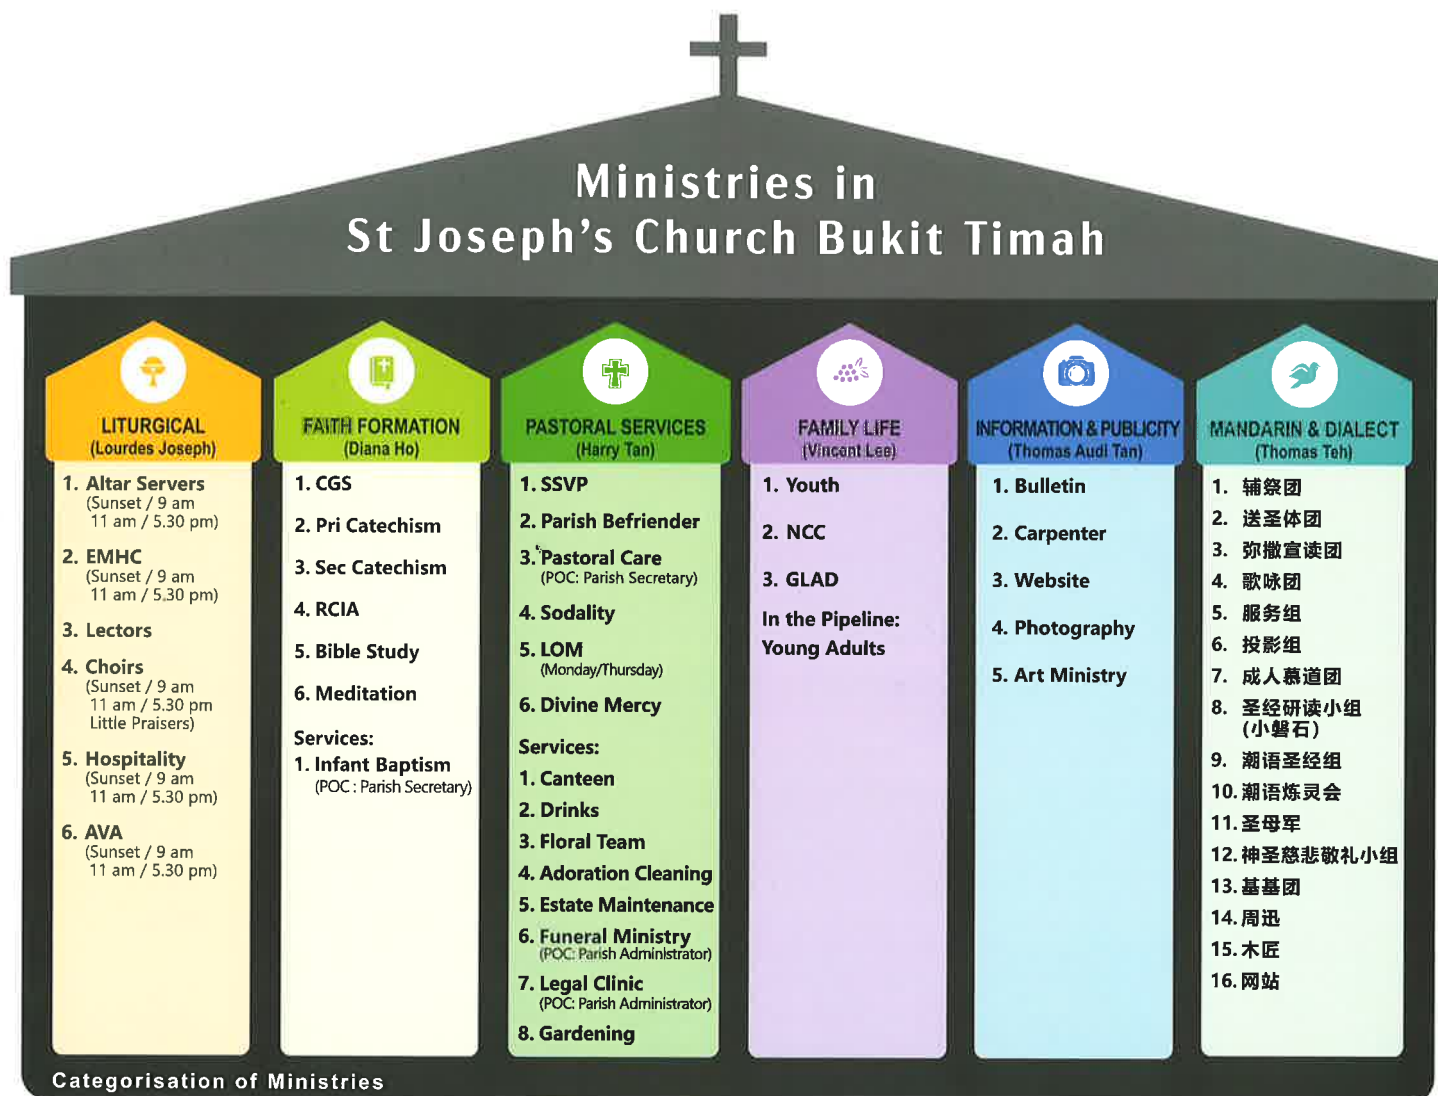 Ministries in
St Joseph's Church Bukit Timah
LITURGICAL
(Lourdes Joseph)
1. Altar Servers
(Sunset / 9 am
11 am / 5.30 pm)
2. EMHC
(Sunset / 9 am
11 am / 5.30 pm)
3. Lectors
4. Choirs
(Sunset / 9 am
11 am / 5.30 pm
Little Praisers)
5. Hospitality
(Sunset / 9 am
11 am / 5.30 pm)
6. AVA
(Sunset / 9 am
11 am / 5.30 pm)
FAITH FORMATION
(Diana Ho)
1. CGS
2. Pri Catechism
3. Sec Catechism
4. RCIA
5. Bible Study
6. Meditation
Services:
1. Infant Baptism
(POC : Parish Secretary)
PASTORAL SERVICES
(Harry Tan)
1. SSVP
2. Parish Befriender
3. Pastoral Care
(POC: Parish Secretary)
4. Sodality
5. LOM
(Monday/Thursday)
6. Divine Mercy
Services:
1. Canteen
2. Drinks
3. Floral Team
4. Adoration Cleaning
5. Estate Maintenance
6. Funeral Ministry
(POC: Parish Administrator)
7. Legal Clinic
(POC: Parish Administrator)
8. Gardening
FAMILY LIFE
(Vincent Lee)
1. Youth
2. NCC
3. GLAD
In the Pipeline:
Young Adults
INFORMATION & PUBLICITY
(Thomas Audi Tan)
1. Bulletin
2. Carpenter
3. Website
4. Photography
5. Art Ministry
MANDARIN & DIALECT
(Thomas Teh)
1. 辅祭团
2. 送圣体团
3. 弥撒宣读团
4. 歌咏团
5. 服务组
6. 投影组
7. 成人慕道团
8. 圣经研读小组
(小磐石)
9. 潮语圣经组
10. 潮语炼灵会
11. 圣母军
12. 神圣慈悲敬礼小组
13. 基基团
14. 周迅
15. 木匠
16. 网站
Categorisation of Ministries